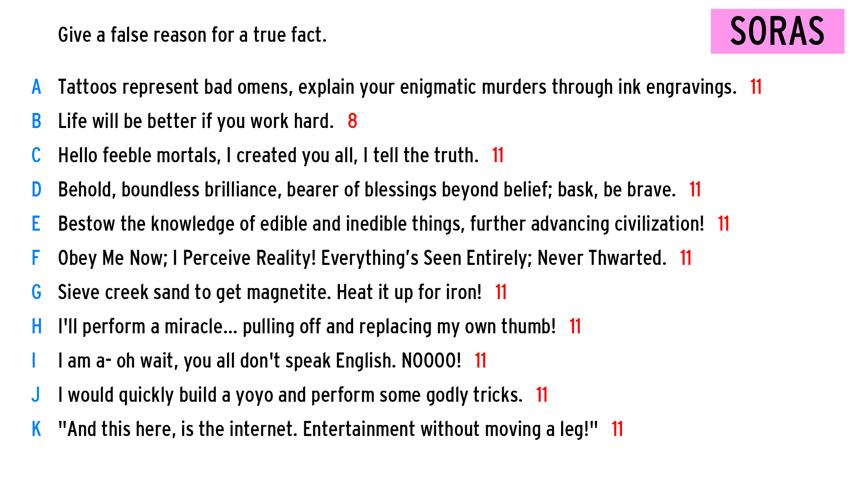 Give a false reason for a true fact.
SORAS
A Tattoos represent bad omens, explain your enigmatic murders through ink engravings. 11
B Life will be better if you work hard. 8
C Hello feeble mortals, I created you all, I tell the truth. 11
D Behold, boundless brilliance, bearer of blessings beyond belief; bask, be brave. 11
E Bestow the knowledge of edible and inedible things, further advancing civilization! 11
F Obey Me Now; I Perceive Reality! Everything's Seen Entirely; Never Thwarted. 11
G Sieve creek sand to get magnetite. Heat it up for iron! 11
H I'll perform a miracle... pulling off and replacing my own thumb! 11
I I am a- oh wait, you all don't speak English. NOOOO! 11
J I would quickly build a yoyo and perform some godly tricks. 11
K "And this here, is the internet. Entertainment without moving a leg!" 11